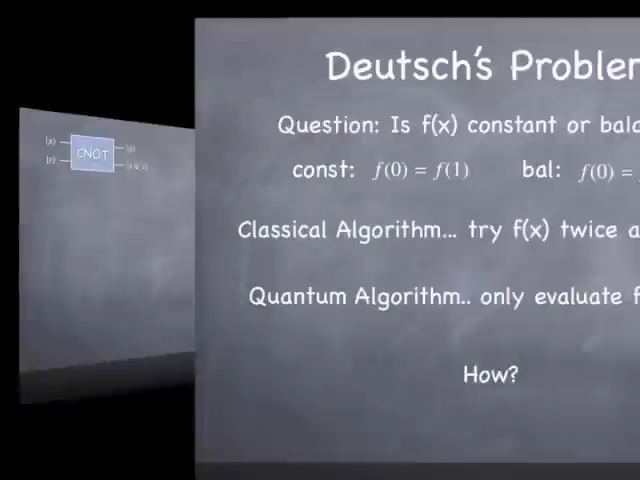 Deutsch's Problem
Question: Is f(x) constant or bala
const: f(0) = f(1) bal: f(0) =
Classical Algorithm... try f(x) twice a
Quantum Algorithm.. only evaluate f
How?
CNOT